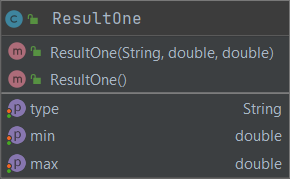 C ResultOne
m ResultOne(String, double, double)
m ResultOne()
p type String
p min double
p max double